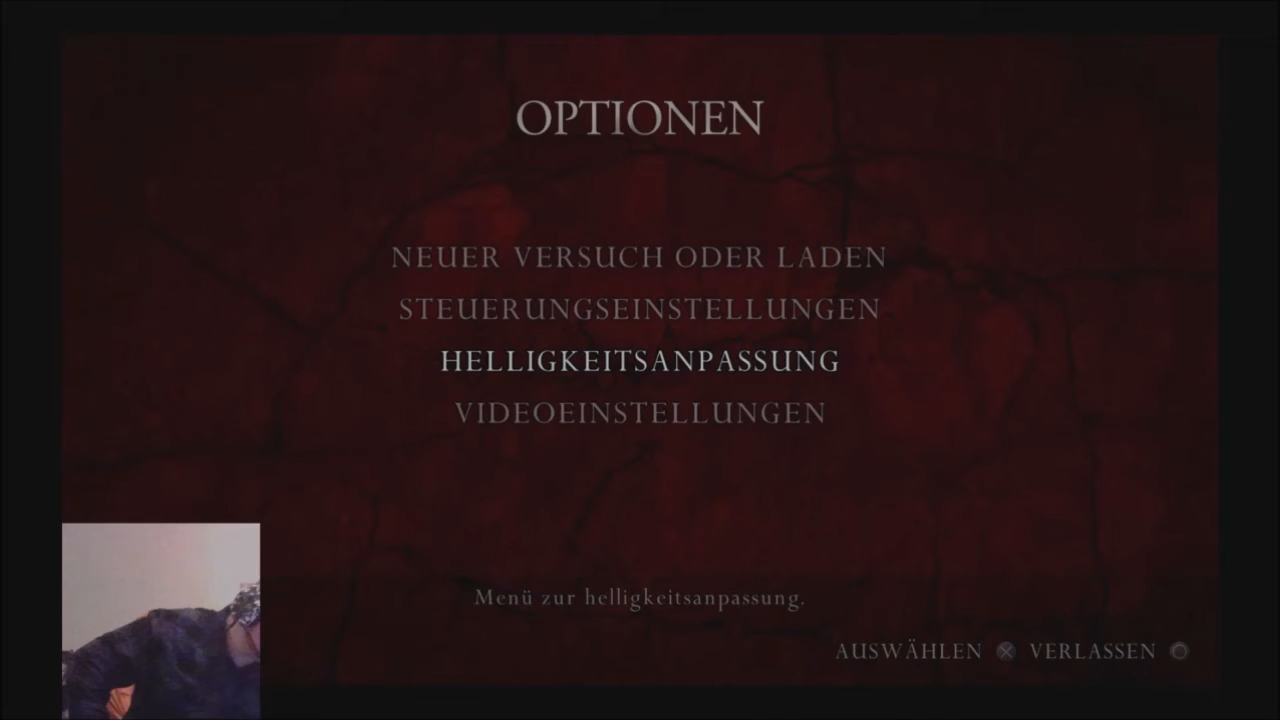 OPTIONEN
NEUER VERSUCH ODER LADEN
STEUERUNGSEINSTELLUNGEN
HELLIGKEITSANPASSUNG
VIDEOEINSTELLUNGEN
Menü zur helligkeitsanpassung.
AUSWÄHLEN VERLASSEN